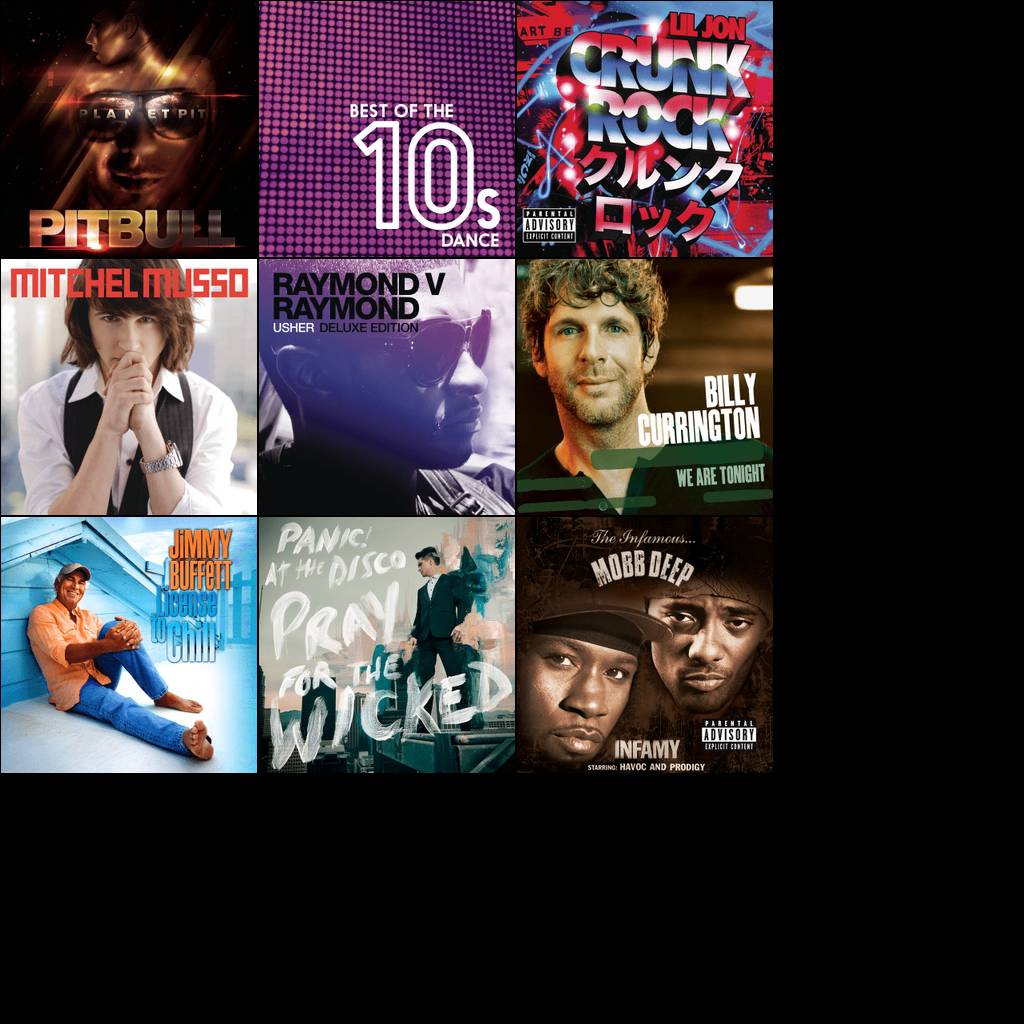 PLANET PIT
PITBULL
BEST OF THE
10s
DANCE
ART BE
LIL JON
CRUNK
ROCK
クルンク
ロック
PARENTAL
ADVISORY
EXPLICIT CONTENT
MITCHEL MUSSO
RAYMOND V
RAYMOND
USHER DELUXE EDITION
BILLY
CURRINGTON
WE ARE TONIGHT
JiMMY
BUFFETT
License
to Chill
PANIC!
AT the DISCO
PRAY
FOR THE
WICKED
The Infamous...
MOBB DEEP
PARENTAL
ADVISORY
EXPLICIT CONTENT
INFAMY
STARRING: HAVOC AND PRODIGY